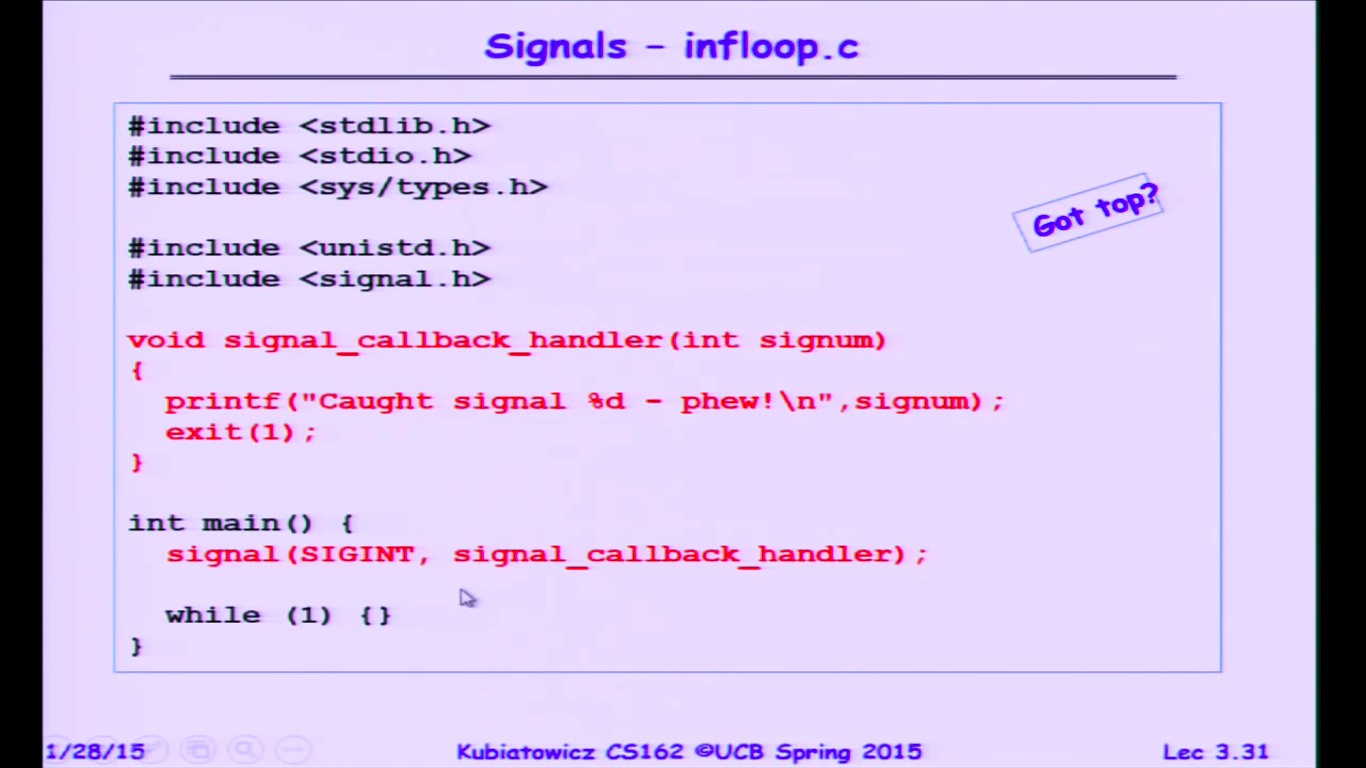 Signals – infloop.c
#include <stdlib.h>
#include <stdio.h>
#include <sys/types.h>
Got top?
#include <unistd.h>
#include <signal.h>
void signal_callback_handler(int signum)
{
printf("Caught signal %d - phew!\n",signum);
exit(1);
}
int main() {
signal(SIGINT, signal_callback_handler);
while (1) {}
}
1/28/15
Kubiatowicz CS162 ©UCB Spring 2015
Lec 3.31